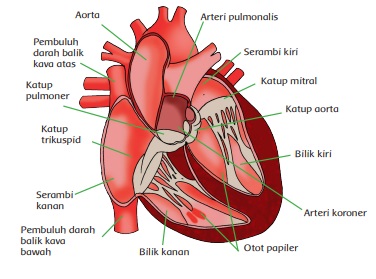 Aorta
Arteri pulmonalis
Pembuluh
darah balik
kava atas
Serambi kiri
Katup
pulmoner
Katup mitral
Katup aorta
Katup
trikuspid
Bilik kiri
Serambi
kanan
Arteri koroner
Pembuluh darah
balik kava
bawah
Bilik kanan
Otot papiler